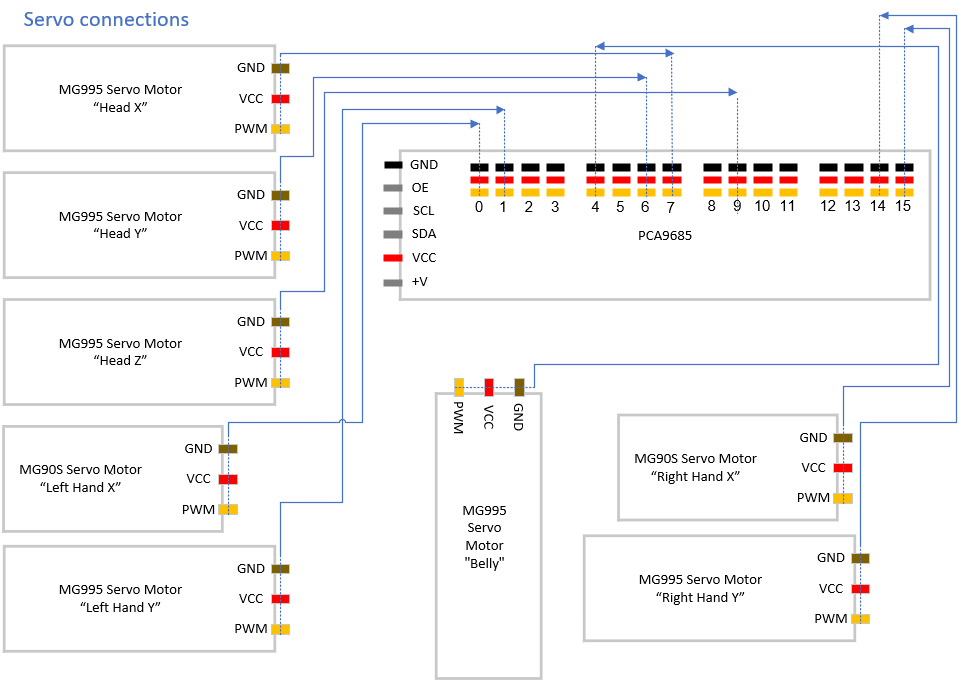 Servo connections
MG995 Servo Motor
“Head X”
GND
VCC
PWM
MG995 Servo Motor
“Head Y”
GND
VCC
PWM
MG995 Servo Motor
“Head Z”
GND
VCC
PWM
MG90S Servo Motor
“Left Hand X”
GND
VCC
PWM
MG995 Servo Motor
“Left Hand Y”
GND
VCC
PWM
GND
OE
SCL
SDA
VCC
+V
0 1 2 3 4 5 6 7 8 9 10 11 12 13 14 15
PCA9685
PWM
VCC
GND
MG995
Servo
Motor
"Belly"
MG90S Servo Motor
“Right Hand X”
GND
VCC
PWM
MG995 Servo Motor
“Right Hand Y”
GND
VCC
PWM